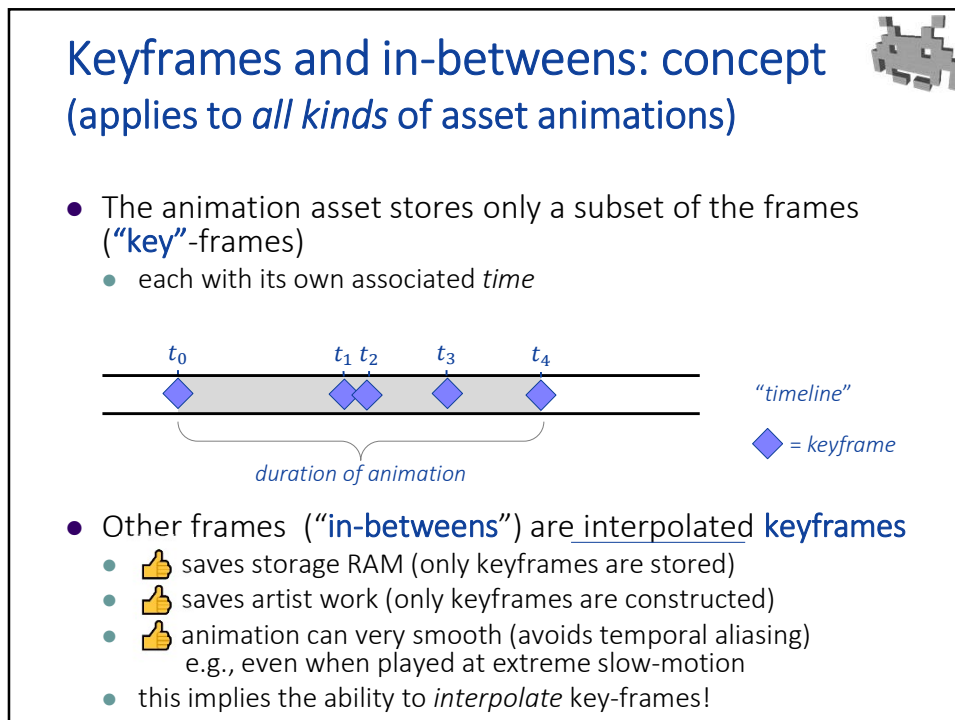 Keyframes and in-betweens: concept
(applies to all kinds of asset animations)
● The animation asset stores only a subset of the frames
(“key”-frames)
● each with its own associated time
t₀ t₁ t₂ t₃ t₄
“timeline”
= keyframe
duration of animation
● Other frames (“in-betweens”) are interpolated keyframes
● 👍 saves storage RAM (only keyframes are stored)
● 👍 saves artist work (only keyframes are constructed)
● 👍 animation can very smooth (avoids temporal aliasing)
e.g., even when played at extreme slow-motion
● this implies the ability to interpolate key-frames!